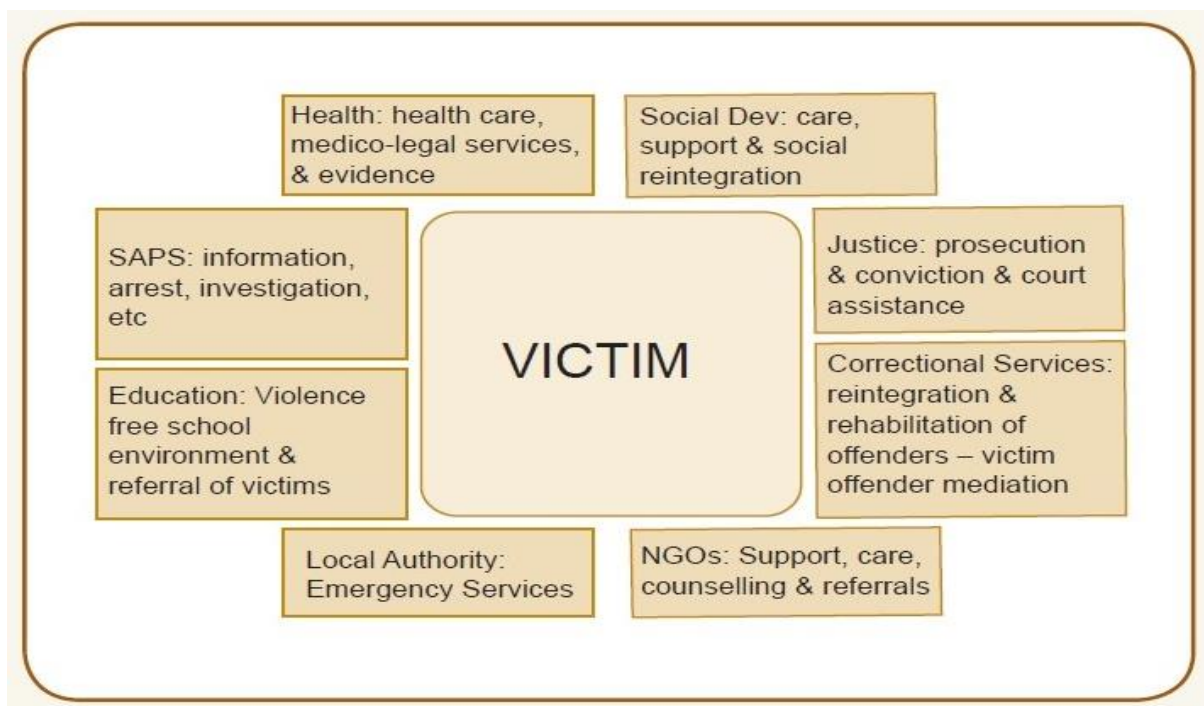 Health: health care,
medico-legal services,
& evidence
Social Dev: care,
support & social
reintegration
SAPS: information,
arrest, investigation,
etc
VICTIM
Justice: prosecution
& conviction & court
assistance
Education: Violence
free school
environment &
referral of victims
Correctional Services:
reintegration &
rehabilitation of
offenders – victim
offender mediation
Local Authority:
Emergency Services
NGOs: Support, care,
counselling & referrals